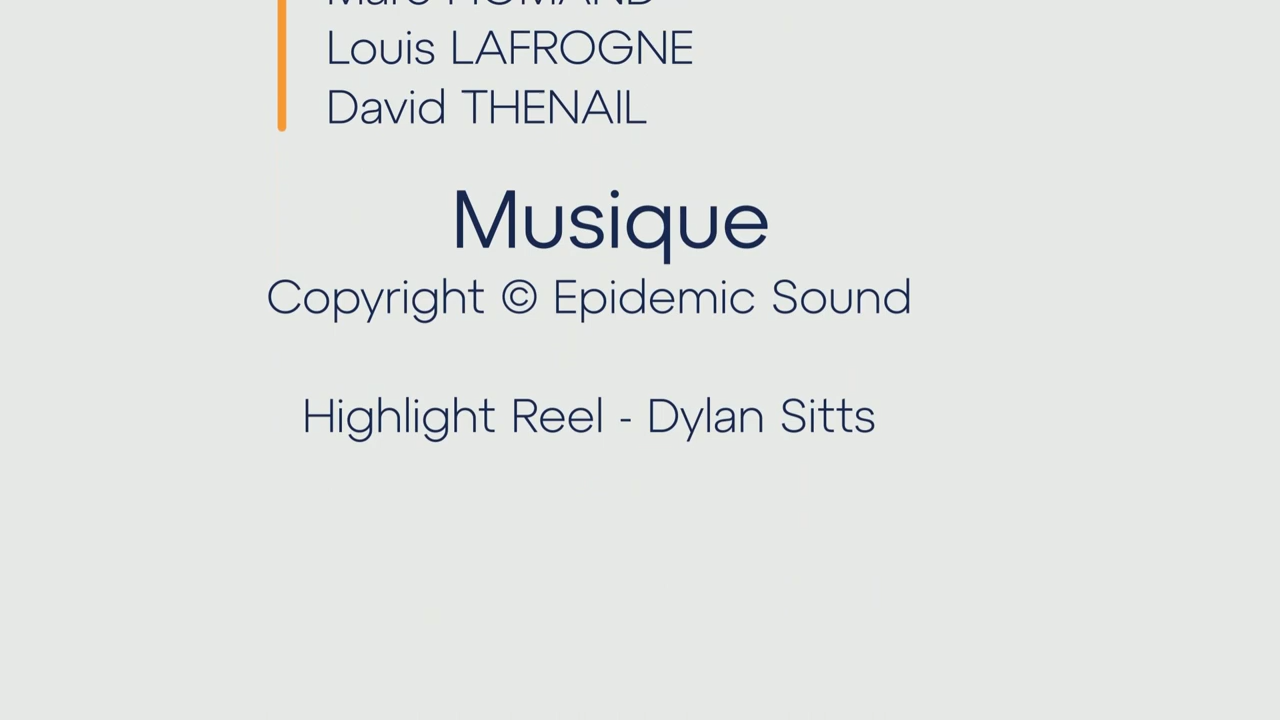 Louis LAFROGNE
David THENAIL
Musique
Copyright © Epidemic Sound
Highlight Reel - Dylan Sitts